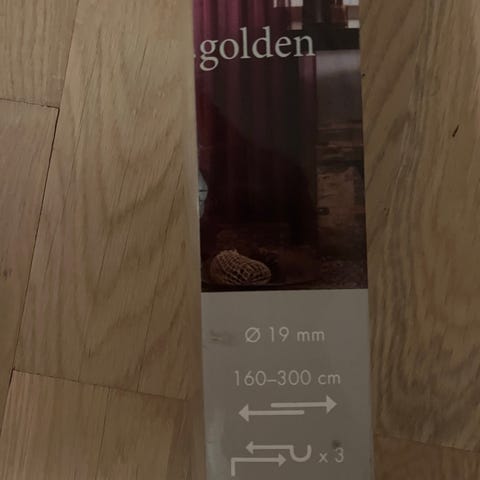 .golden
Ø 19 mm
160–300 cm
x 3